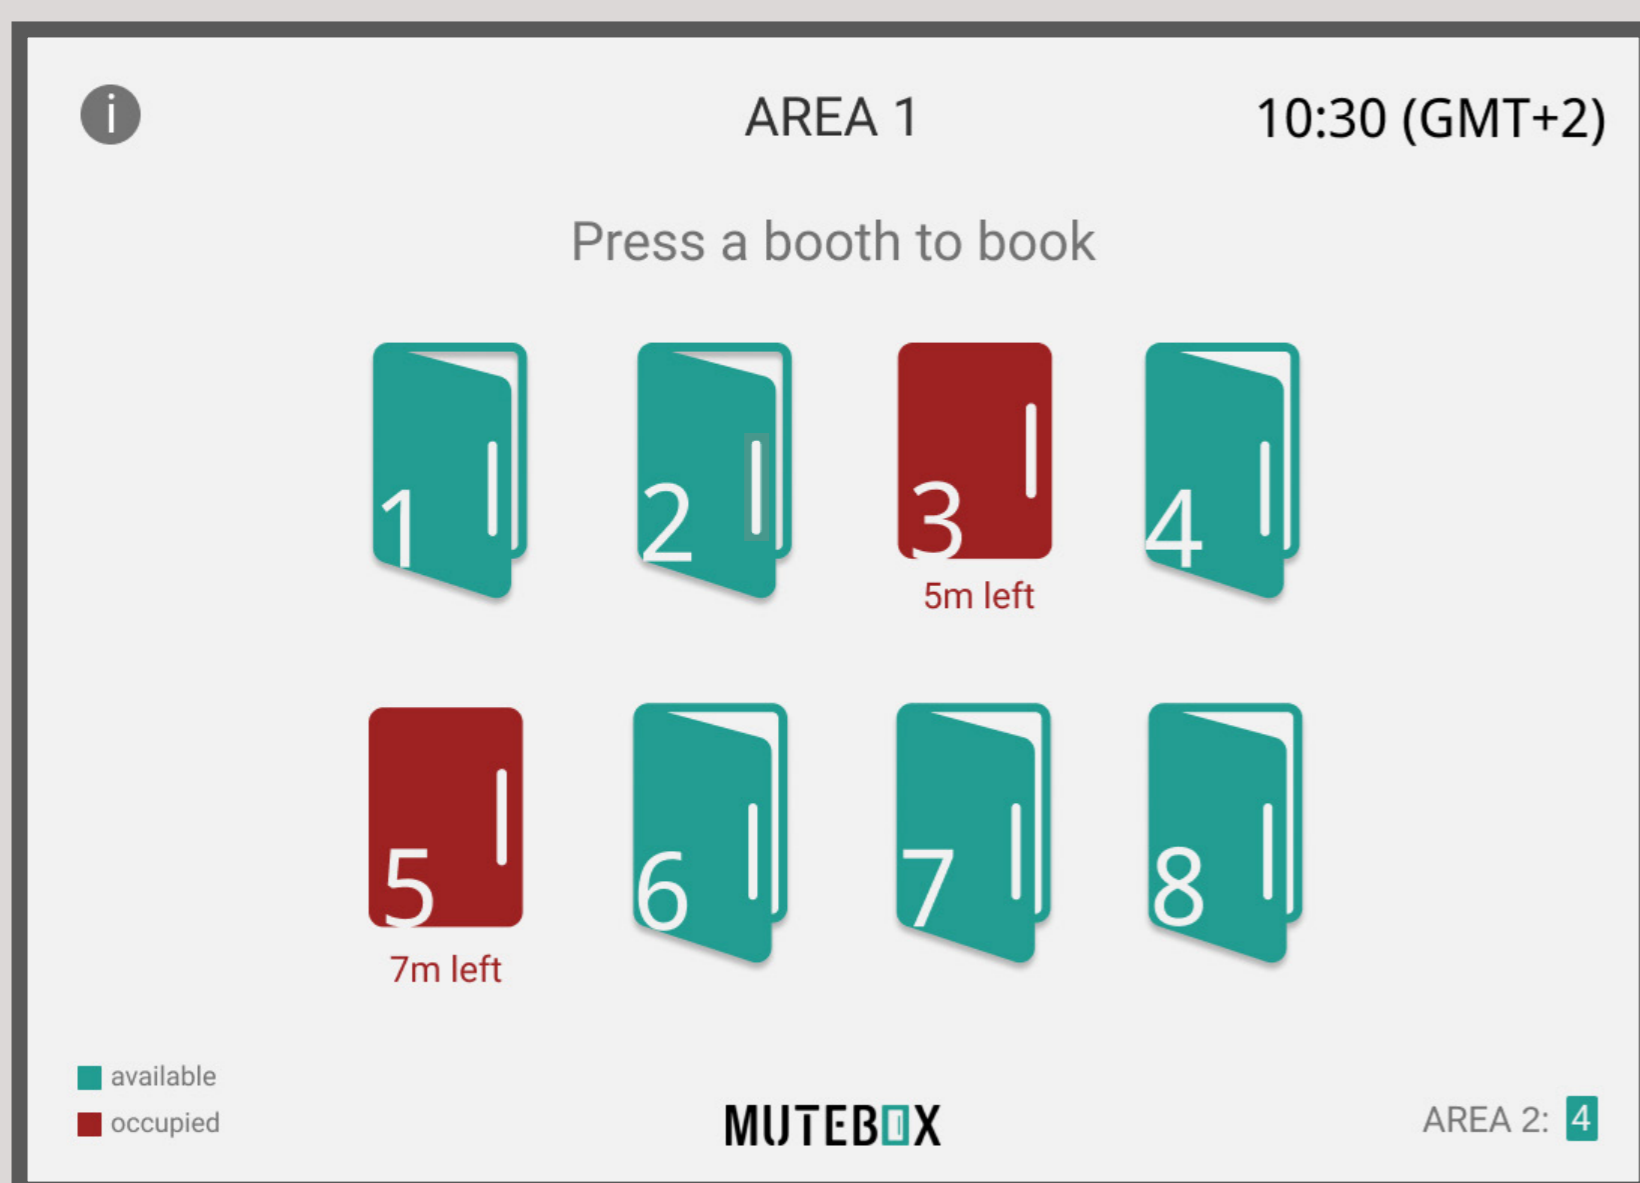 i
AREA 1
10:30 (GMT+2)
Press a booth to book
1
2
3
4
5m left
5
6
7
8
7m left
available
occupied
MUTEBOX
AREA 2: 4